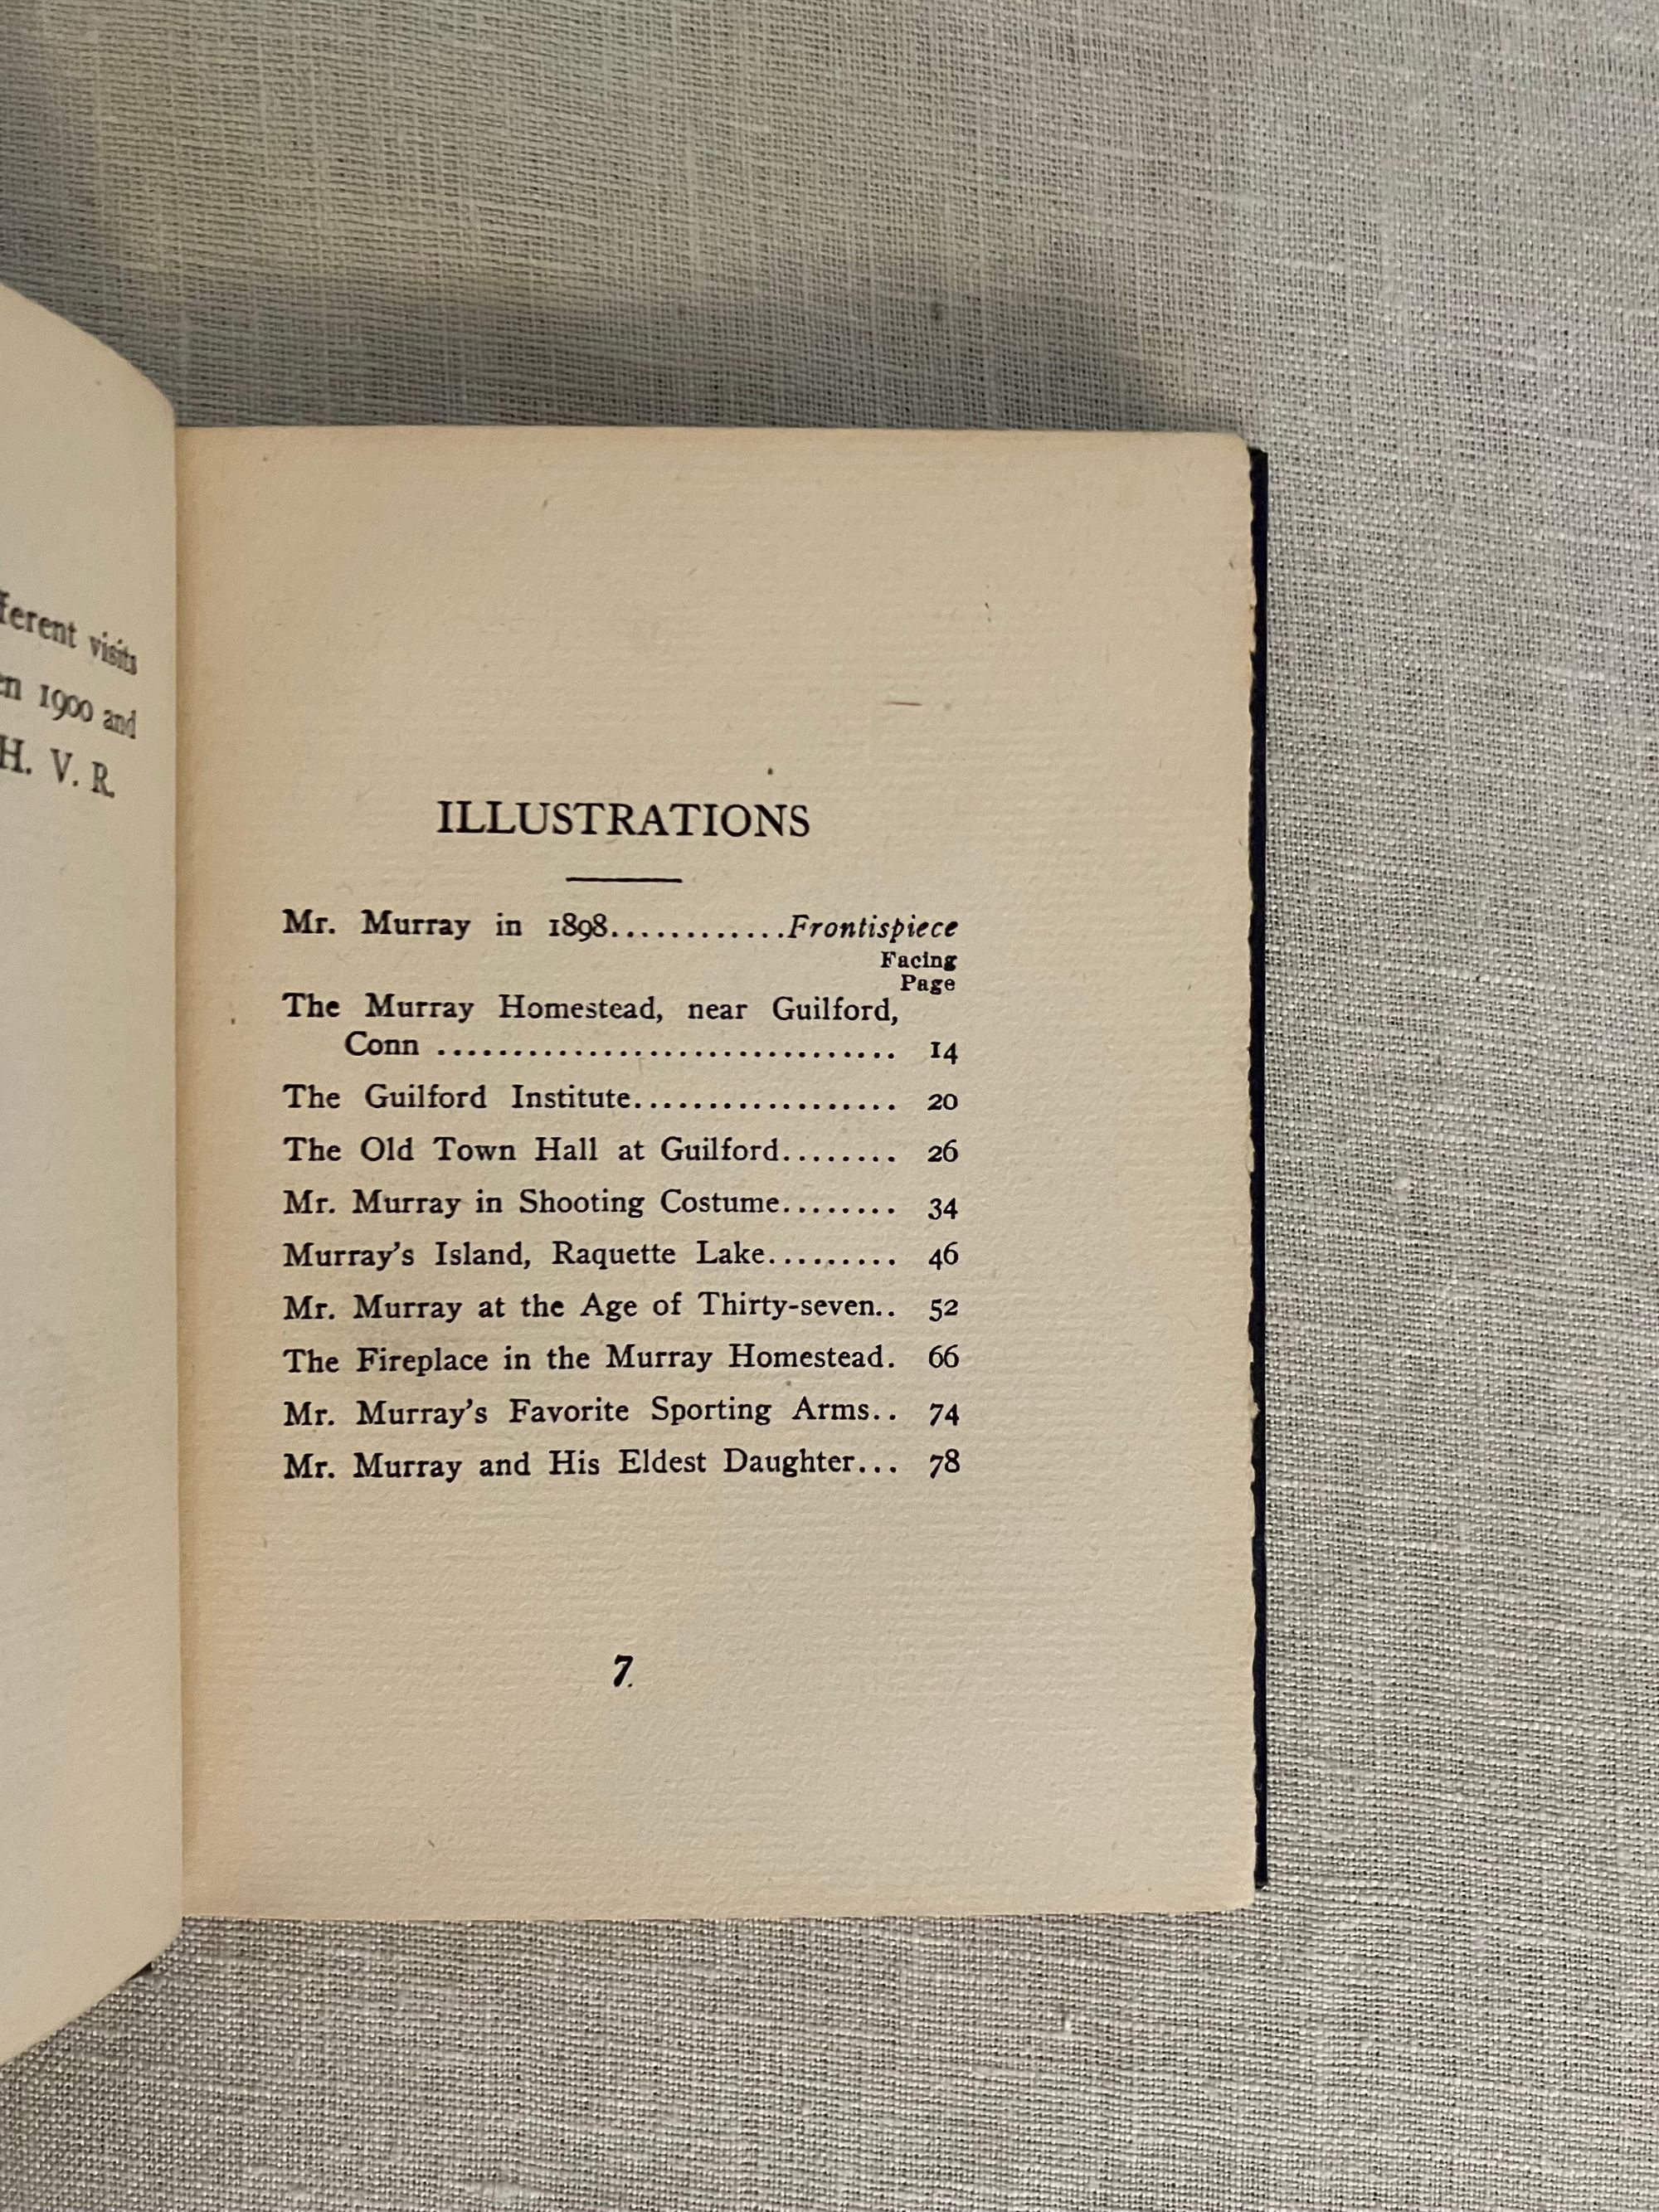 visits
1900 and
H. V. R.
ILLUSTRATIONS
Mr. Murray in 1898............Frontispiece
Facing
Page
The Murray Homestead, near Guilford,
Conn ............................... 14
The Guilford Institute.................. 20
The Old Town Hall at Guilford........ 26
Mr. Murray in Shooting Costume........ 34
Murray's Island, Raquette Lake......... 46
Mr. Murray at the Age of Thirty-seven.. 52
The Fireplace in the Murray Homestead. 66
Mr. Murray's Favorite Sporting Arms.. 74
Mr. Murray and His Eldest Daughter... 78
7